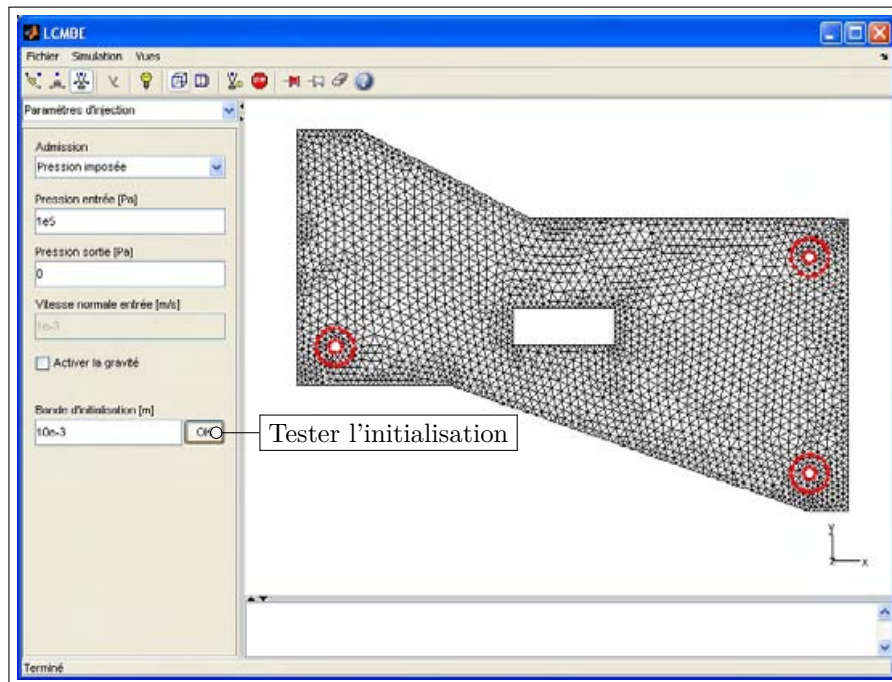 LCMBE
Fichier Simulation Vues
Paramètres d'injection
Admission
Pression imposée
Pression entrée [Pa]
1e5
Pression sortie [Pa]
0
Vitesse normale entrée [m/s]
1e-3
Activer la gravité
Bande d'initialisation [m]
10e-3
OK
Tester l'initialisation
y
z x
Terminé